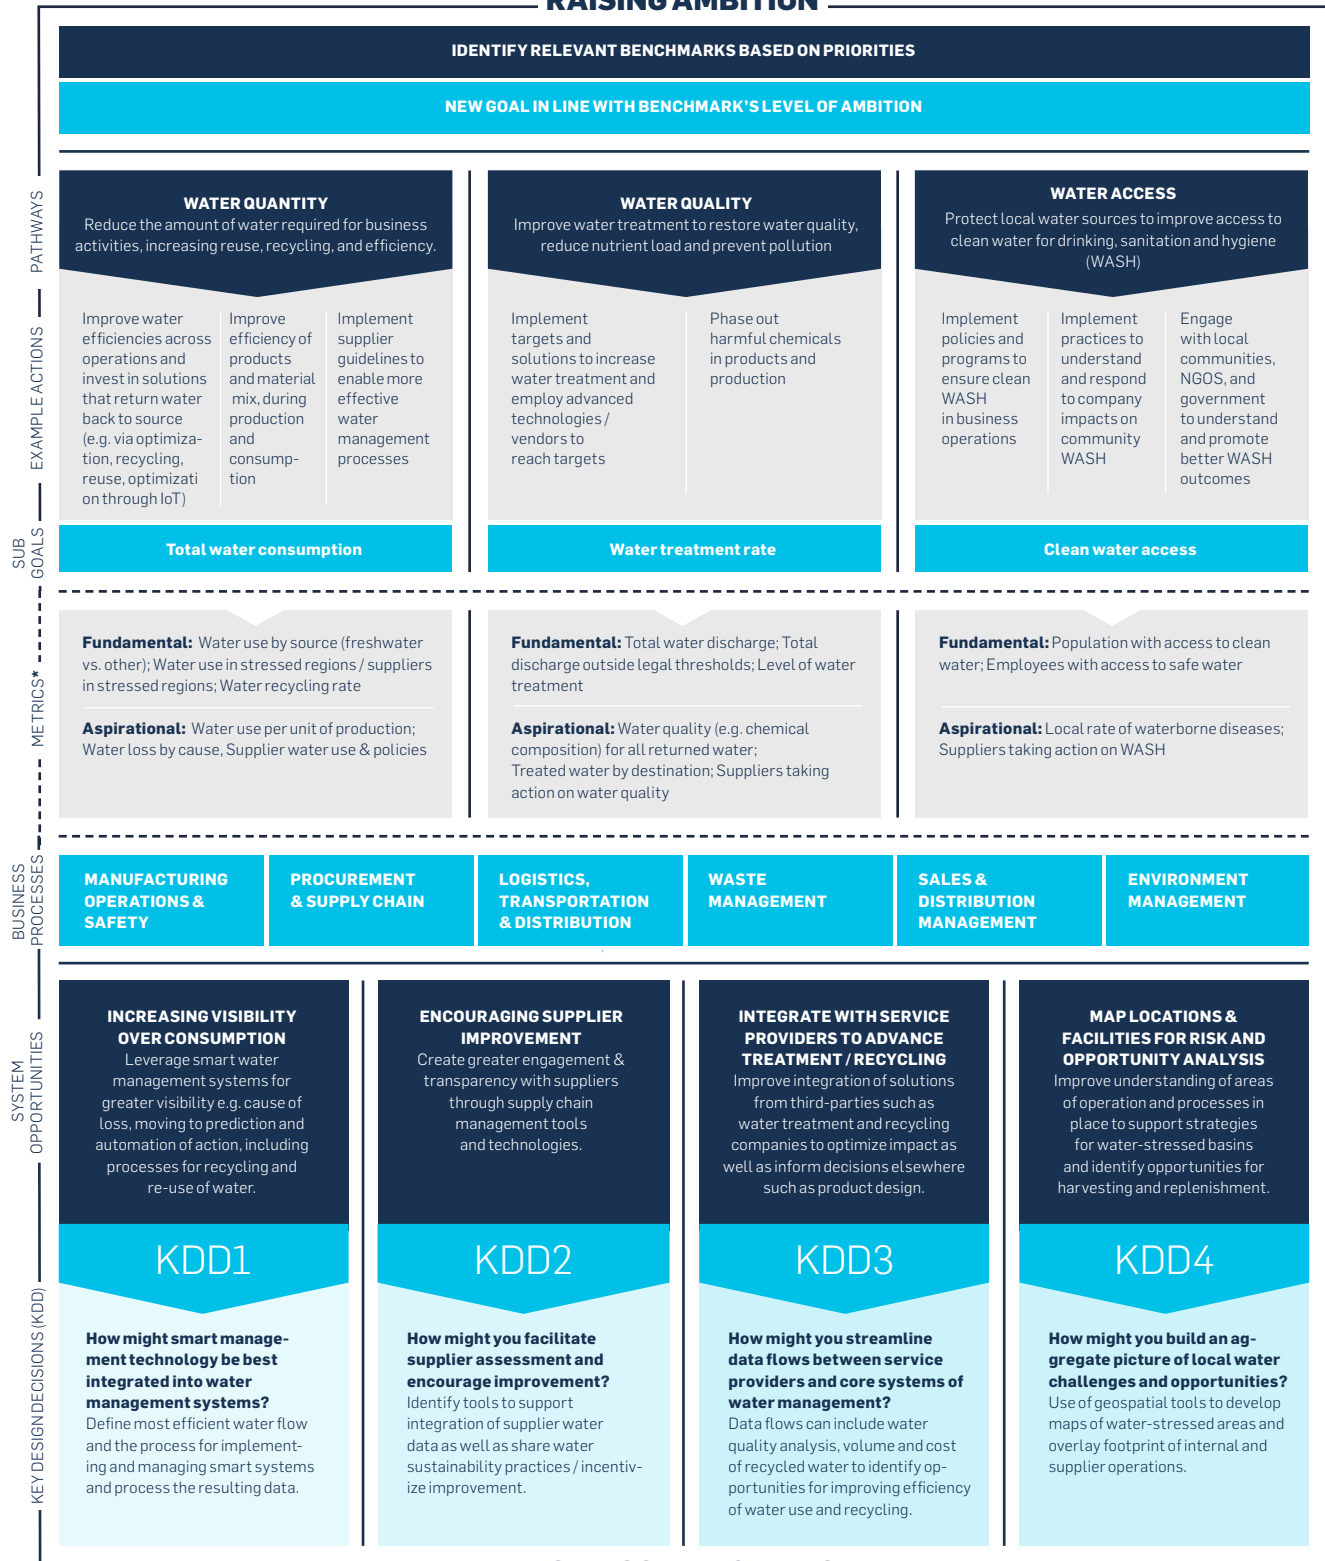 RAISING AMBITION
IDENTIFY RELEVANT BENCHMARKS BASED ON PRIORITIES
NEW GOAL IN LINE WITH BENCHMARK'S LEVEL OF AMBITION
PATHWAYS
WATER QUANTITY
Reduce the amount of water required for business
activities, increasing reuse, recycling, and efficiency.
WATER QUALITY
Improve water treatment to restore water quality,
reduce nutrient load and prevent pollution
WATER ACCESS
Protect local water sources to improve access to
clean water for drinking, sanitation and hygiene
(WASH)
EXAMPLE ACTIONS
Improve water
efficiencies across
operations and
invest in solutions
that return water
back to source
(e.g. via optimiza-
tion, recycling,
reuse, optimizati
on through IoT)
Improve
efficiency of
products
and material
mix, during
production
and
consump-
tion
Implement
supplier
guidelines to
enable more
effective
water
management
processes
Implement
targets and
solutions to increase
water treatment and
employ advanced
technologies /
vendors to
reach targets
Phase out
harmful chemicals
in products and
production
Implement
policies and
programs to
ensure clean
WASH
in business
operations
Implement
practices to
understand
and respond
to company
impacts on
community
WASH
Engage
with local
communities,
NGOS, and
government
to understand
and promote
better WASH
outcomes
SUB
GOALS
Total water consumption
Water treatment rate
Clean water access
METRICS*
Fundamental: Water use by source (freshwater
vs. other); Water use in stressed regions / suppliers
in stressed regions; Water recycling rate
Aspirational: Water use per unit of production;
Water loss by cause, Supplier water use & policies
Fundamental: Total water discharge; Total
discharge outside legal thresholds; Level of water
treatment
Aspirational: Water quality (e.g. chemical
composition) for all returned water;
Treated water by destination; Suppliers taking
action on water quality
Fundamental: Population with access to clean
water; Employees with access to safe water
Aspirational: Local rate of waterborne diseases;
Suppliers taking action on WASH
BUSINESS
PROCESSES
MANUFACTURING
OPERATIONS &
SAFETY
PROCUREMENT
& SUPPLY CHAIN
LOGISTICS,
TRANSPORTATION
& DISTRIBUTION
WASTE
MANAGEMENT
SALES &
DISTRIBUTION
MANAGEMENT
ENVIRONMENT
MANAGEMENT
SYSTEM
OPPORTUNITIES
INCREASING VISIBILITY
OVER CONSUMPTION
Leverage smart water
management systems for
greater visibility e.g. cause of
loss, moving to prediction and
automation of action, including
processes for recycling and
re-use of water.
ENCOURAGING SUPPLIER
IMPROVEMENT
Create greater engagement &
transparency with suppliers
through supply chain
management tools
and technologies.
INTEGRATE WITH SERVICE
PROVIDERS TO ADVANCE
TREATMENT / RECYCLING
Improve integration of solutions
from third-parties such as
water treatment and recycling
companies to optimize impact as
well as inform decisions elsewhere
such as product design.
MAP LOCATIONS &
FACILITIES FOR RISK AND
OPPORTUNITY ANALYSIS
Improve understanding of areas
of operation and processes in
place to support strategies
for water-stressed basins
and identify opportunities for
harvesting and replenishment.
KEY DESIGN DECISIONS (KDD)
KDD1
How might smart manage-
ment technology be best
integrated into water
management systems?
Define most efficient water flow
and the process for implement-
ing and managing smart systems
and process the resulting data.
KDD2
How might you facilitate
supplier assessment and
encourage improvement?
Identify tools to support
integration of supplier water
data as well as share water
sustainability practices / incentiv-
ize improvement.
KDD3
How might you streamline
data flows between service
providers and core systems of
water management?
Data flows can include water
quality analysis, volume and cost
of recycled water to identify op-
portunities for improving efficiency
of water use and recycling.
KDD4
How might you build an ag-
gregate picture of local water
challenges and opportunities?
Use of geospatial tools to develop
maps of water-stressed areas and
overlay footprint of internal and
supplier operations.